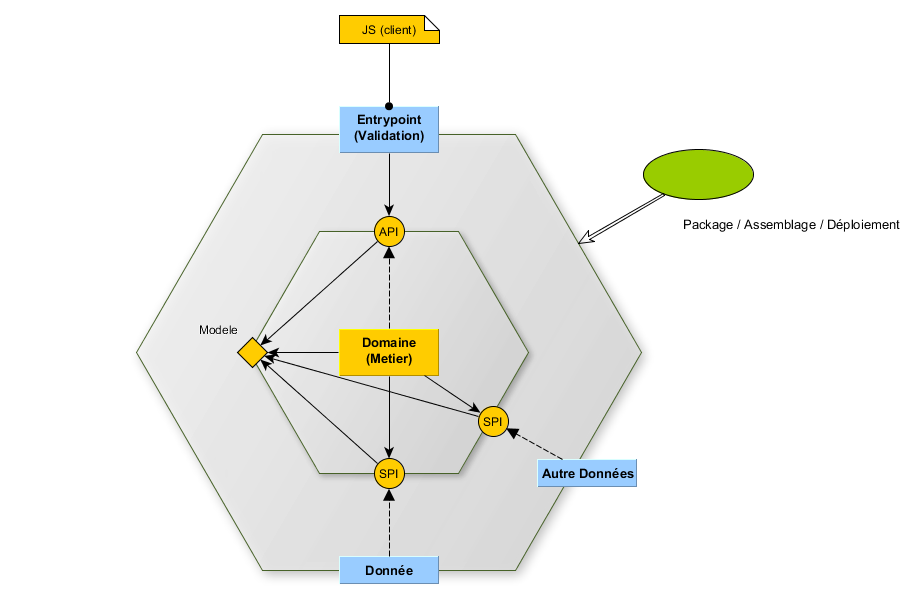 JS (client)
Entrypoint
(Validation)
Package / Assemblage / Déploiement
API
Modele
Domaine
(Metier)
SPI
SPI
Autre Données
Donnée